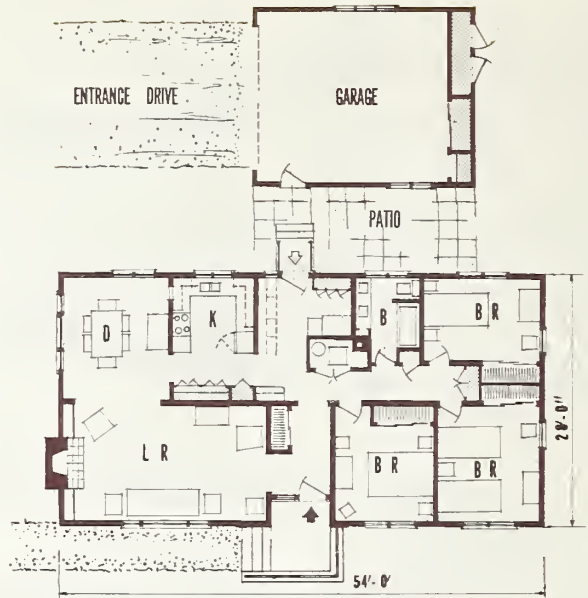 ENTRANCE DRIVE
GARAGE
PATIO
D
K
B
B R
L R
B R
B R
28'-0"
54'-0"